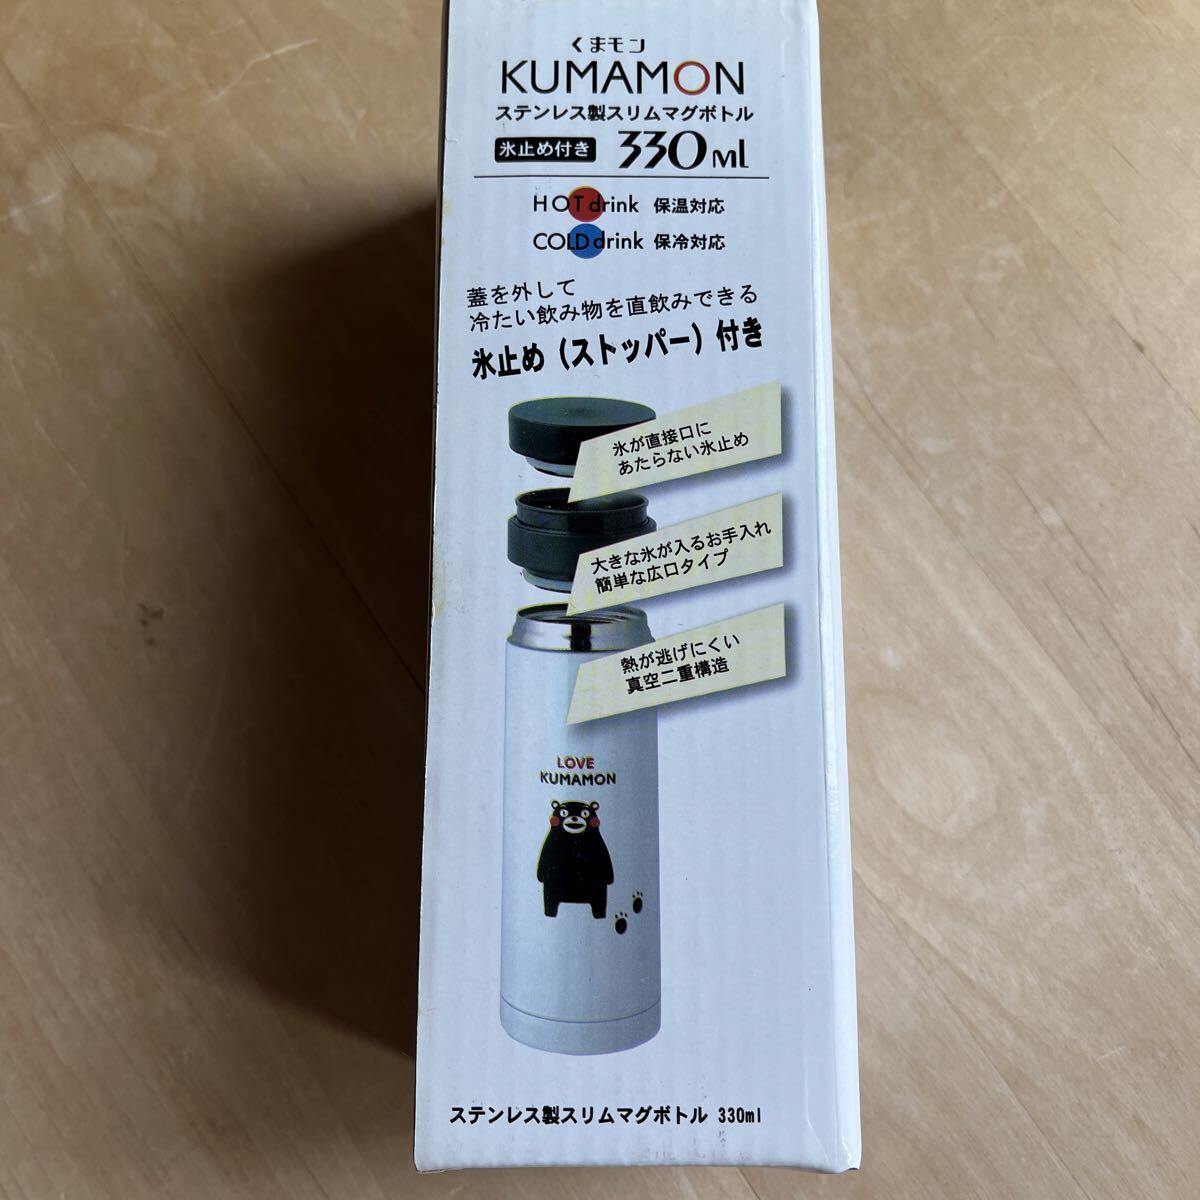 くまモン
KUMAMON
ステンレス製スリムマグボトル
氷止め付き 330ml
HOT drink 保温対応
COLD drink 保冷対応
蓋を外して
冷たい飲み物を直飲みできる
氷止め（ストッパー）付き
氷が直接口に
あたらない氷止め
大きな氷が入るお手入れ
簡単な広口タイプ
熱が逃げにくい
真空二重構造
LOVE
KUMAMON
ステンレス製スリムマグボトル 330ml